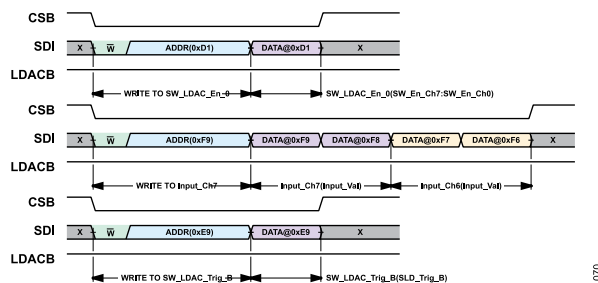 CSB
SDI X W ADDR(0xD1) DATA@0xD1 X
LDACB
WRITE TO SW_LDAC_En_0 SW_LDAC_En_0(SW_En_Ch7:SW_En_Ch0)
CSB
SDI X W ADDR(0xF9) DATA@0xF9 DATA@0xF8 DATA@0xF7 DATA@0xF6 X
LDACB
WRITE TO Input_Ch7 Input_Ch7(Input_Val) Input_Ch6(Input_Val)
CSB
SDI X W ADDR(0xE9) DATA@0xE9 X
LDACB
WRITE TO SW_LDAC_Trig_B SW_LDAC_Trig_B(SLD_Trig_B)
070